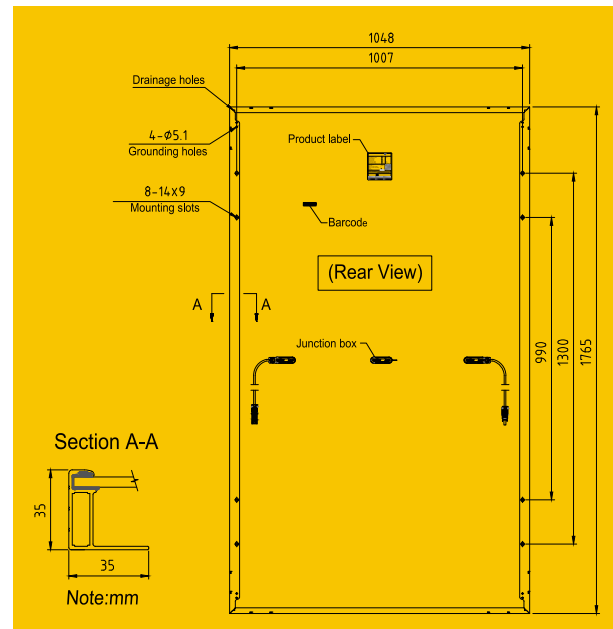 1048
1007
Drainage holes
4-Ø5.1
Grounding holes
Product label
8-14x9
Mounting slots
Barcode
(Rear View)
A A
Junction box
990
1300
1765
Section A-A
35
35
Note:mm